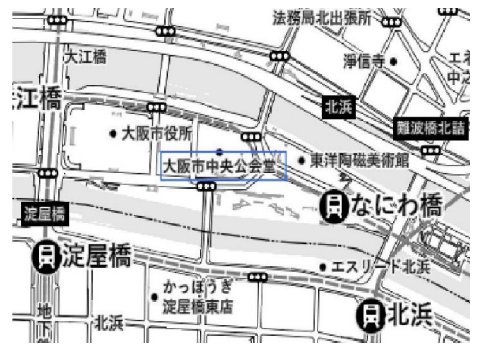 法務局北出張所
大江橋
淨信寺
エネ
中之
江橋
北浜
大阪市役所
難波橋北詰
大阪市中央公会堂
東洋陶磁美術館
なにわ橋
淀屋橋
淀屋橋
エスリード北浜
かっぽうぎ
淀屋橋東店
地下鉄
北浜
北浜